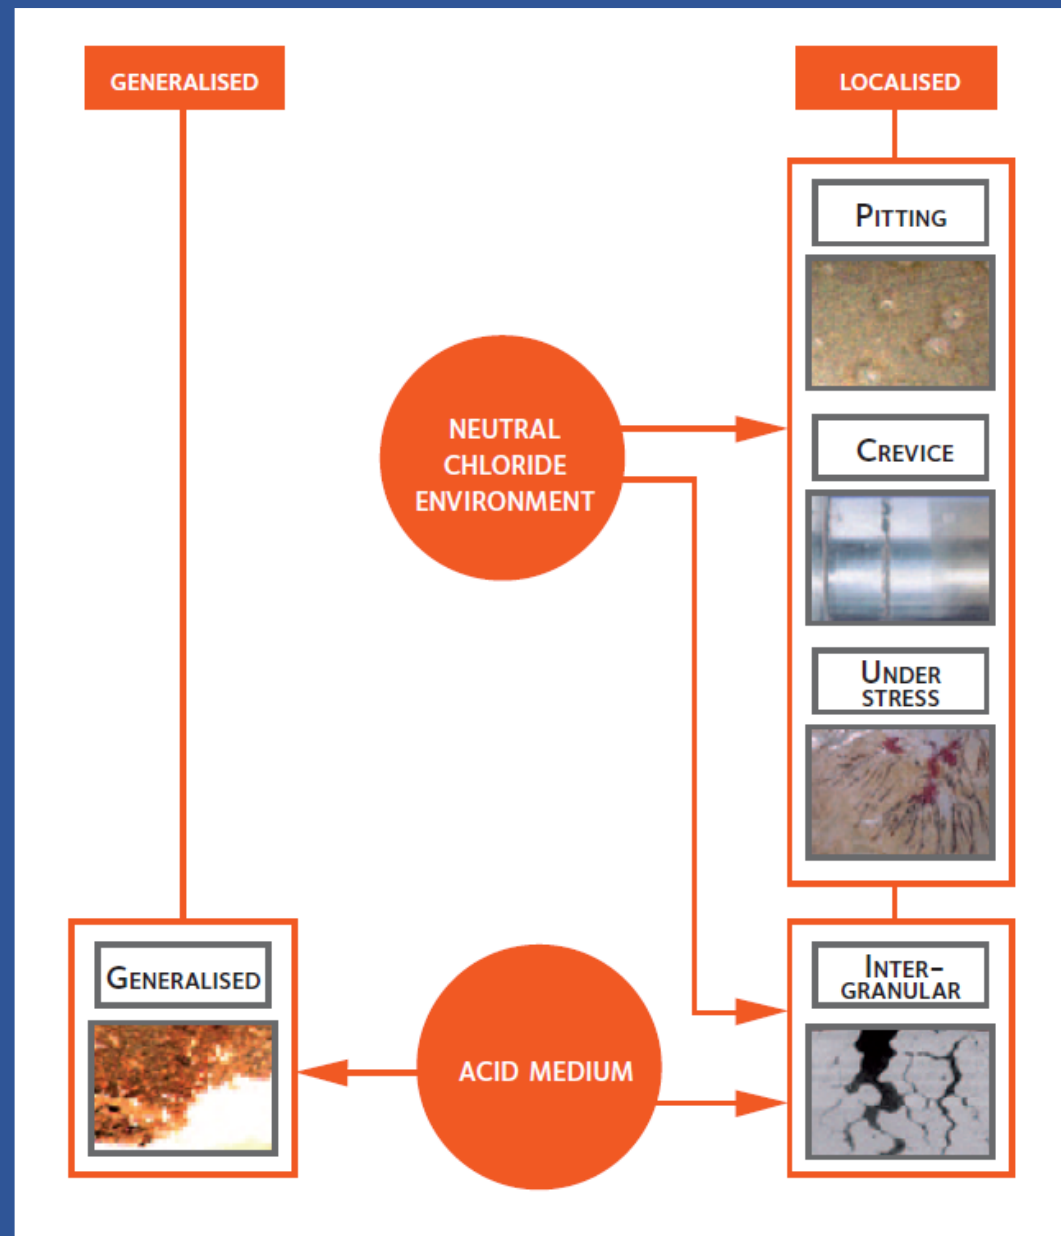 GENERALISED
LOCALISED
PITTING
NEUTRAL
CHLORIDE
ENVIRONMENT
CREVICE
UNDER
STRESS
GENERALISED
ACID MEDIUM
INTER-
GRANULAR